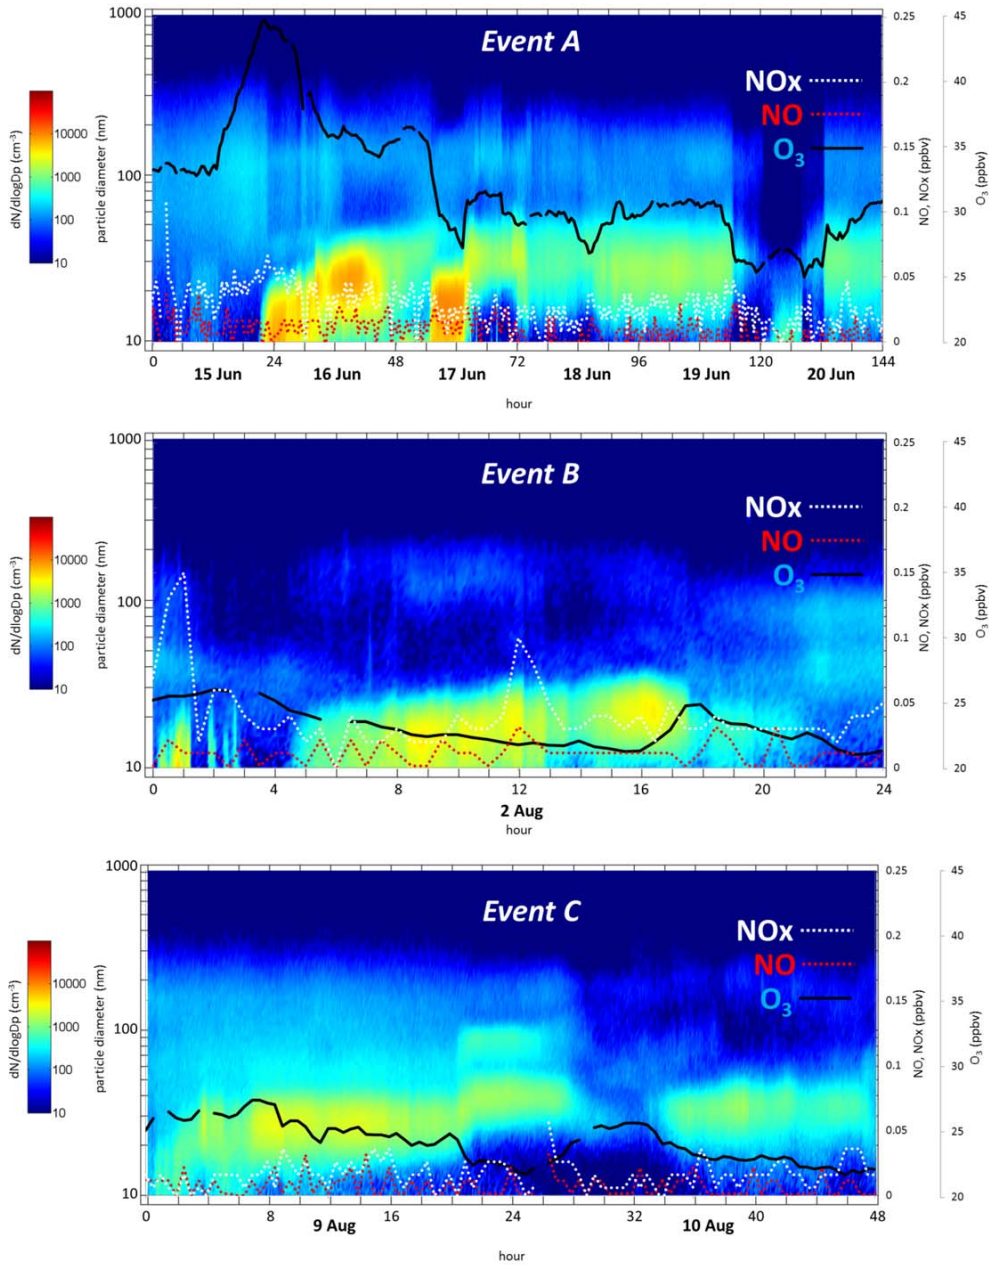 1000
Event A
0.25
45
NOx
0.2
40
NO
10000
0.15
35
O3
1000
100
100
0.1
30
10
0.05
25
10
0
20
0 24 48 72 96 120 144
15 Jun 16 Jun 17 Jun 18 Jun 19 Jun 20 Jun
hour
dN/dlogDp (cm-3)
particle diameter (nm)
NO, NOx (ppbv)
O3 (ppbv)
1000
Event B
0.25
45
NOx
0.2
40
NO
10000
0.15
35
O3
1000
100
100
0.1
30
10
0.05
25
10
0
20
0 4 8 12 16 20 24
2 Aug
hour
dN/dlogDp (cm-3)
particle diameter (nm)
NO, NOx (ppbv)
O3 (ppbv)
1000
Event C
0.25
45
NOx
0.2
40
NO
10000
0.15
35
O3
1000
100
100
0.1
30
10
0.05
25
10
0
20
0 8 16 24 32 40 48
9 Aug 10 Aug
hour
dN/dlogDp (cm-3)
particle diameter (nm)
NO, NOx (ppbv)
O3 (ppbv)